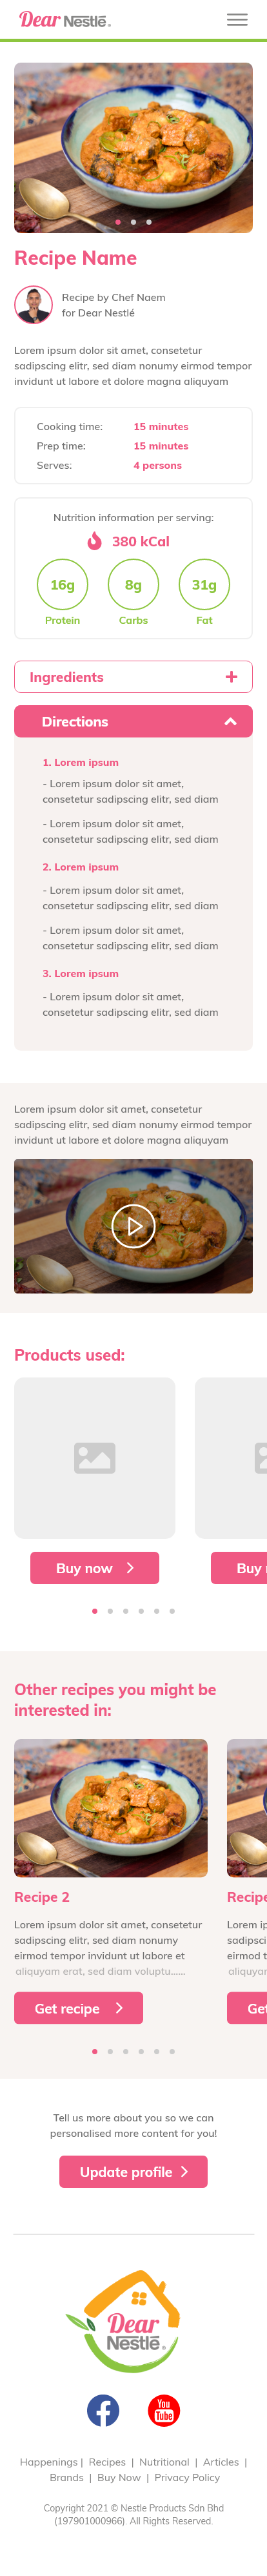 Dear Nestlé®
Recipe Name
Recipe by Chef Naem
for Dear Nestlé
Lorem ipsum dolor sit amet, consetetur
sadipscing elitr, sed diam nonumy eirmod tempor
invidunt ut labore et dolore magna aliquyam
Cooking time: 15 minutes
Prep time: 15 minutes
Serves: 4 persons
Nutrition information per serving:
380 kCal
16g 8g 31g
Protein Carbs Fat
Ingredients
Directions
1. Lorem ipsum
- Lorem ipsum dolor sit amet,
consetetur sadipscing elitr, sed diam
- Lorem ipsum dolor sit amet,
consetetur sadipscing elitr, sed diam
2. Lorem ipsum
- Lorem ipsum dolor sit amet,
consetetur sadipscing elitr, sed diam
- Lorem ipsum dolor sit amet,
consetetur sadipscing elitr, sed diam
3. Lorem ipsum
- Lorem ipsum dolor sit amet,
consetetur sadipscing elitr, sed diam
Lorem ipsum dolor sit amet, consetetur
sadipscing elitr, sed diam nonumy eirmod tempor
invidunt ut labore et dolore magna aliquyam
Products used:
Buy now Buy
Other recipes you might be
interested in:
Recipe 2 Recipe
Lorem ipsum dolor sit amet, consetetur Lorem ip
sadipscing elitr, sed diam nonumy sadipsci
eirmod tempor invidunt ut labore et eirmod t
aliquyam erat, sed diam voluptu...... aliquyar
Get recipe Get
Tell us more about you so we can
personalised more content for you!
Update profile
Dear
Nestlé®
You
Tube
Happenings | Recipes | Nutritional | Articles |
Brands | Buy Now | Privacy Policy
Copyright 2021 © Nestle Products Sdn Bhd
(197901000966). All Rights Reserved.